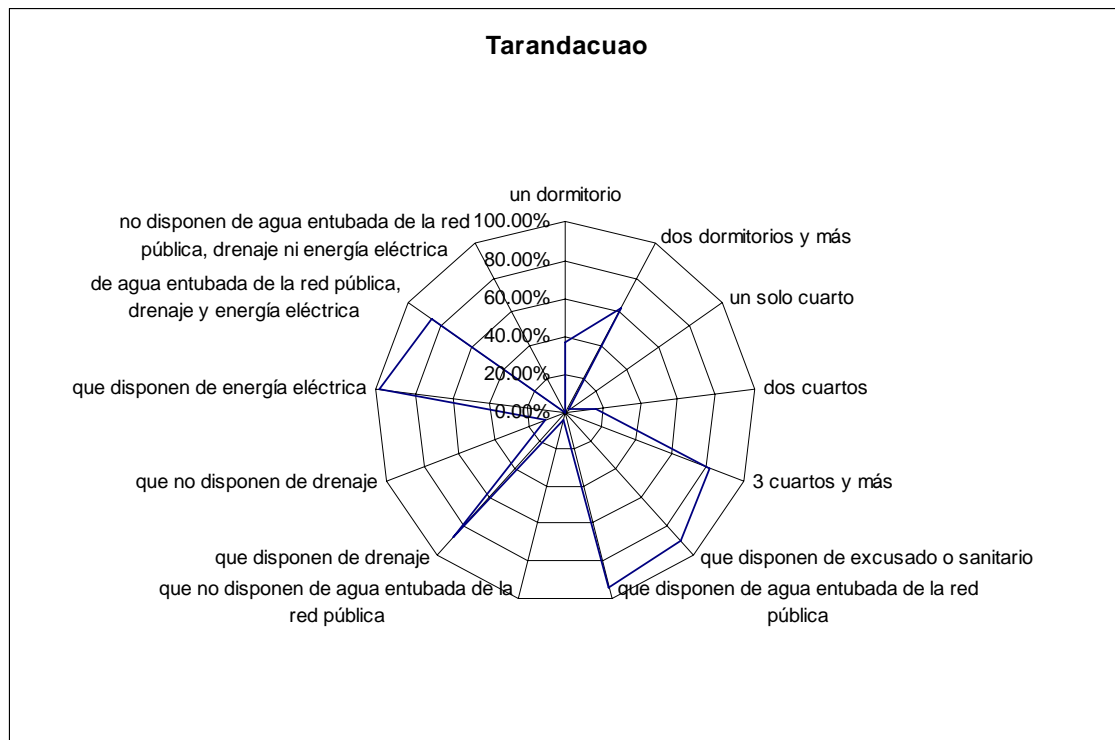 Tarandacuao
un dormitorio
100.00%
80.00%
60.00%
40.00%
20.00%
0.00%
dos dormitorios y más
un solo cuarto
dos cuartos
3 cuartos y más
que disponen de excusado o sanitario
que disponen de agua entubada de la red
pública
que no disponen de agua entubada de la
red pública
que disponen de drenaje
que no disponen de drenaje
que disponen de energía eléctrica
de agua entubada de la red pública,
drenaje y energía eléctrica
no disponen de agua entubada de la red
pública, drenaje ni energía eléctrica